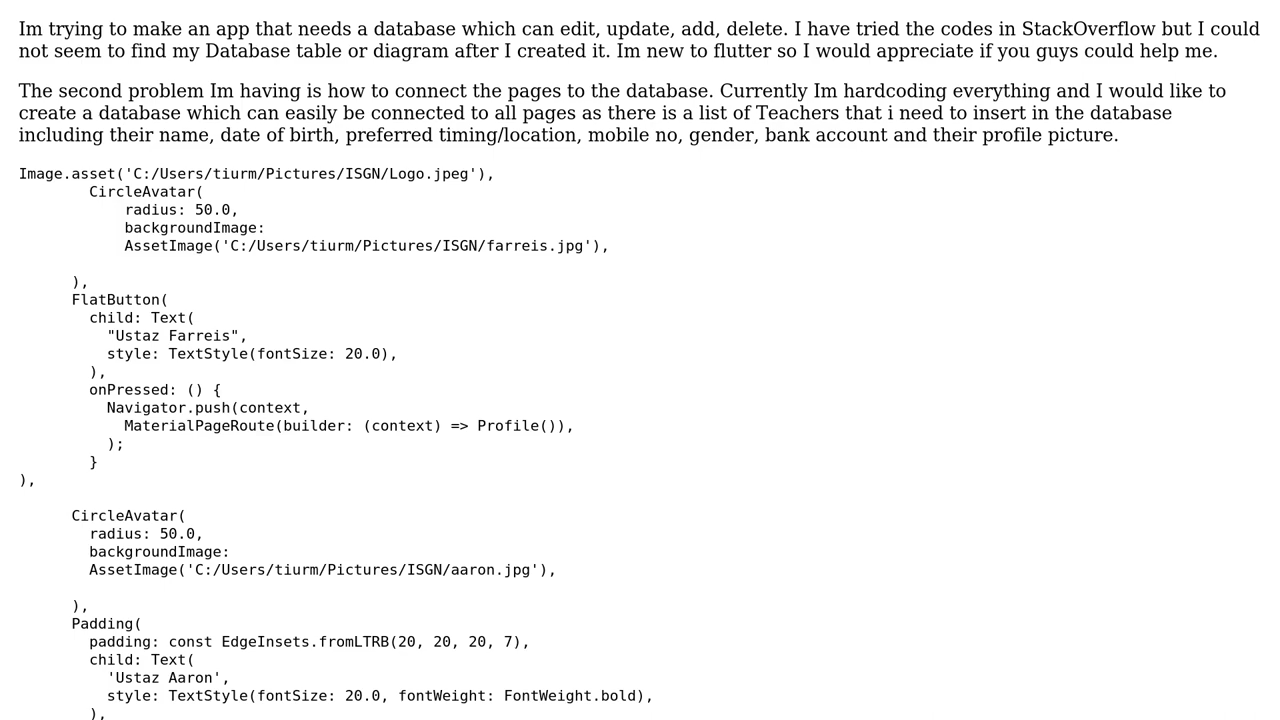 Im trying to make an app that needs a database which can edit, update, add, delete. I have tried the codes in StackOverflow but I could
not seem to find my Database table or diagram after I created it. Im new to flutter so I would appreciate if you guys could help me.
The second problem Im having is how to connect the pages to the database. Currently Im hardcoding everything and I would like to
create a database which can easily be connected to all pages as there is a list of Teachers that i need to insert in the database
including their name, date of birth, preferred timing/location, mobile no, gender, bank account and their profile picture.
Image.asset('C:/Users/tiurm/Pictures/ISGN/Logo.jpeg'),
        CircleAvatar(
            radius: 50.0,
            backgroundImage:
            AssetImage('C:/Users/tiurm/Pictures/ISGN/farreis.jpg'),
      ),
      FlatButton(
        child: Text(
          "Ustaz Farreis",
          style: TextStyle(fontSize: 20.0),
        ),
        onPressed: () {
          Navigator.push(context,
            MaterialPageRoute(builder: (context) => Profile()),
          );
        }
),
      CircleAvatar(
        radius: 50.0,
        backgroundImage:
        AssetImage('C:/Users/tiurm/Pictures/ISGN/aaron.jpg'),
      ),
      Padding(
        padding: const EdgeInsets.fromLTRB(20, 20, 20, 7),
        child: Text(
          'Ustaz Aaron',
          style: TextStyle(fontSize: 20.0, fontWeight: FontWeight.bold),
        ),